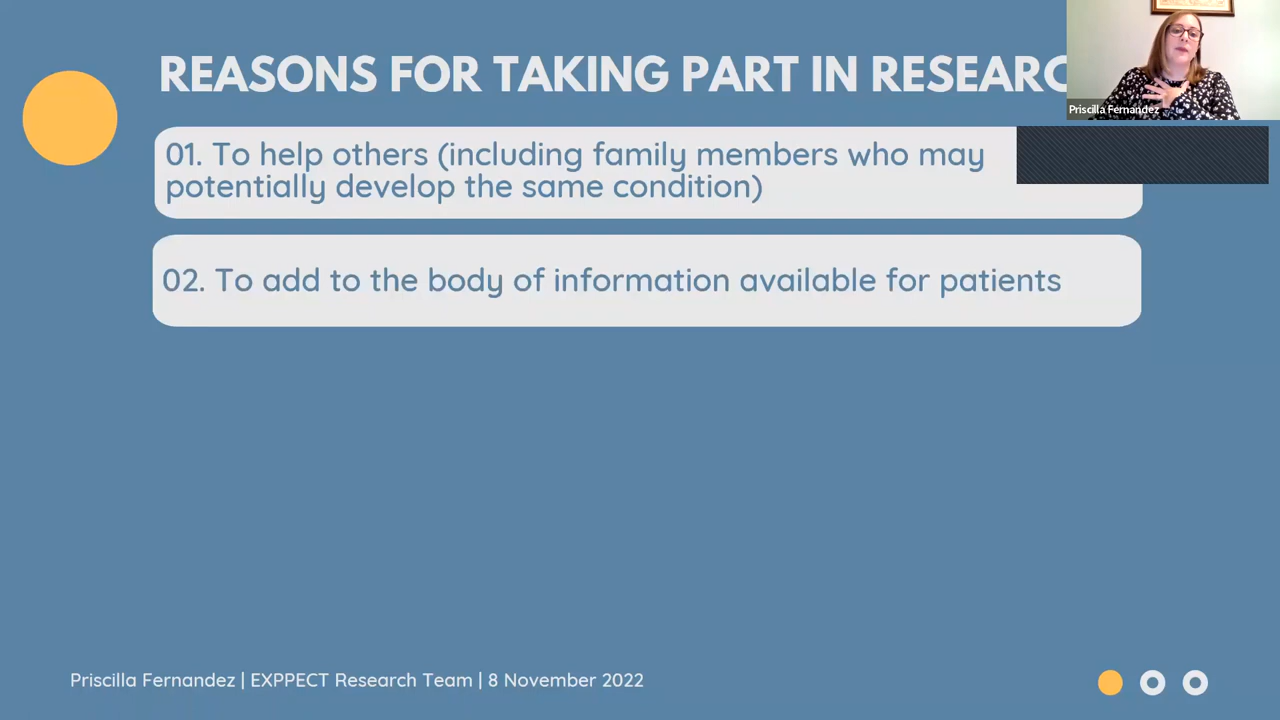 REASONS FOR TAKING PART IN RESEARC
Priscilla Fernandez
01. To help others (including family members who may
potentially develop the same condition)
02. To add to the body of information available for patients
Priscilla Fernandez | EXPPECT Research Team | 8 November 2022